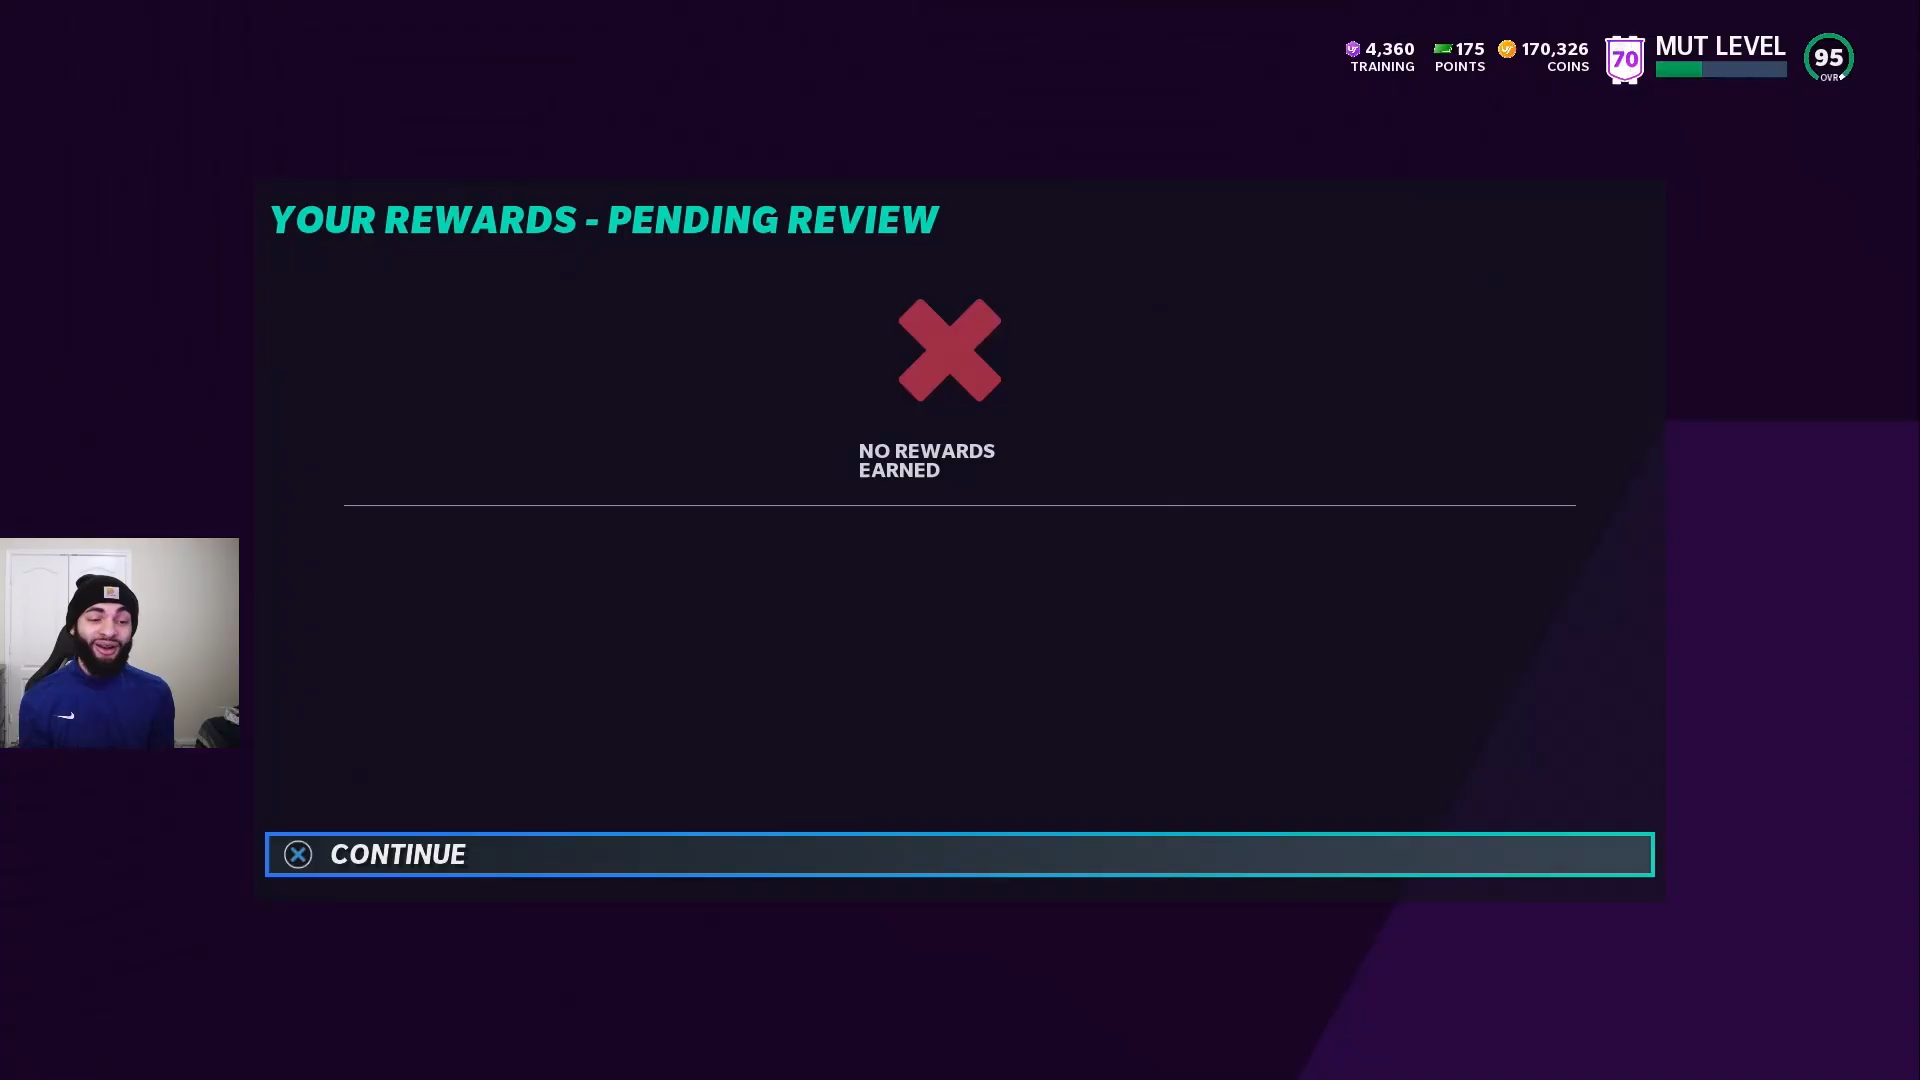 4,360
TRAINING
175
POINTS
170,326
COINS
70
MUT LEVEL
95
OVR
YOUR REWARDS - PENDING REVIEW
NO REWARDS
EARNED
CONTINUE